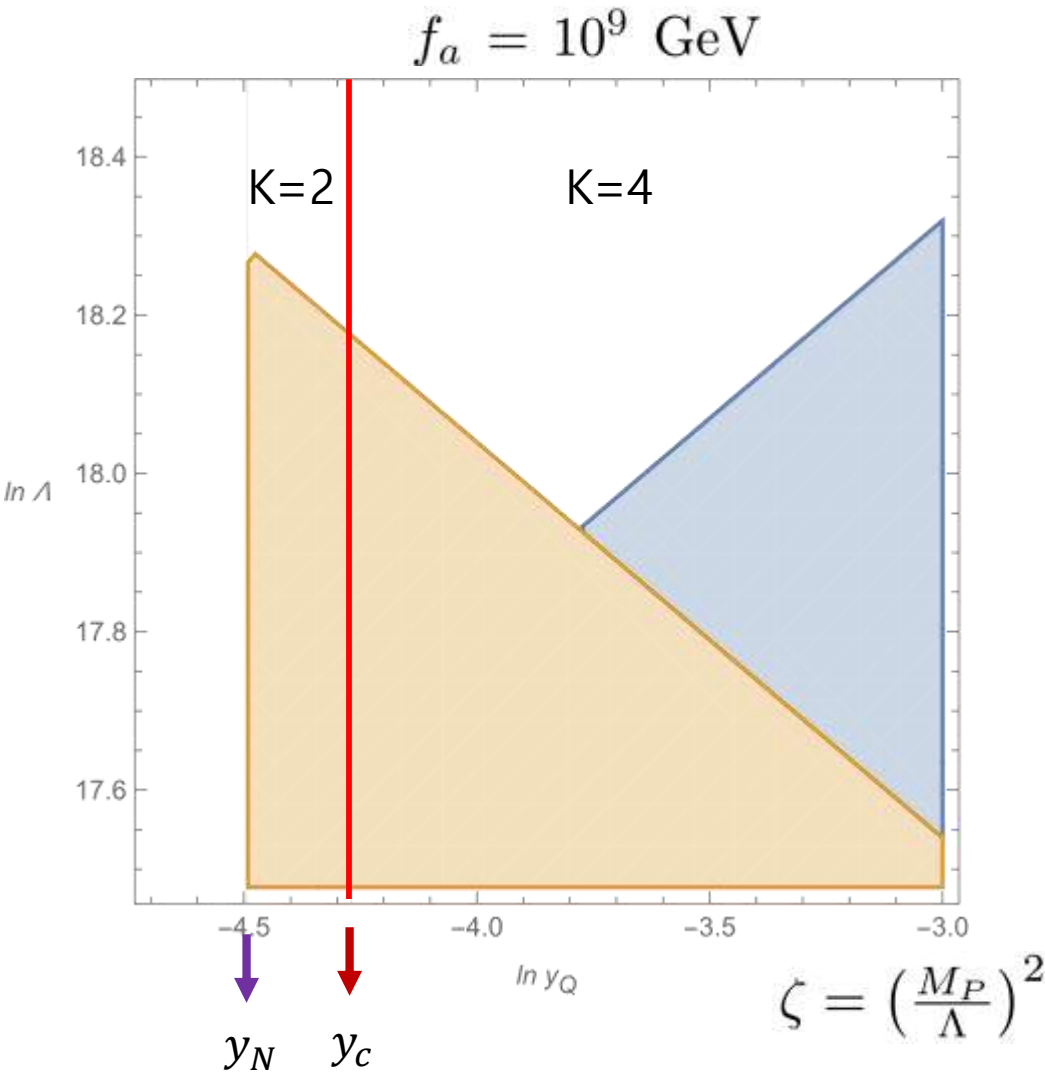 f_a = 10^9 GeV
K=2 K=4
18.4
18.2
18.0
17.8
17.6
ln Λ
−4.5 −4.0 −3.5 −3.0
ln y_Q
ζ = (M_P/Λ)^2
y_N y_c